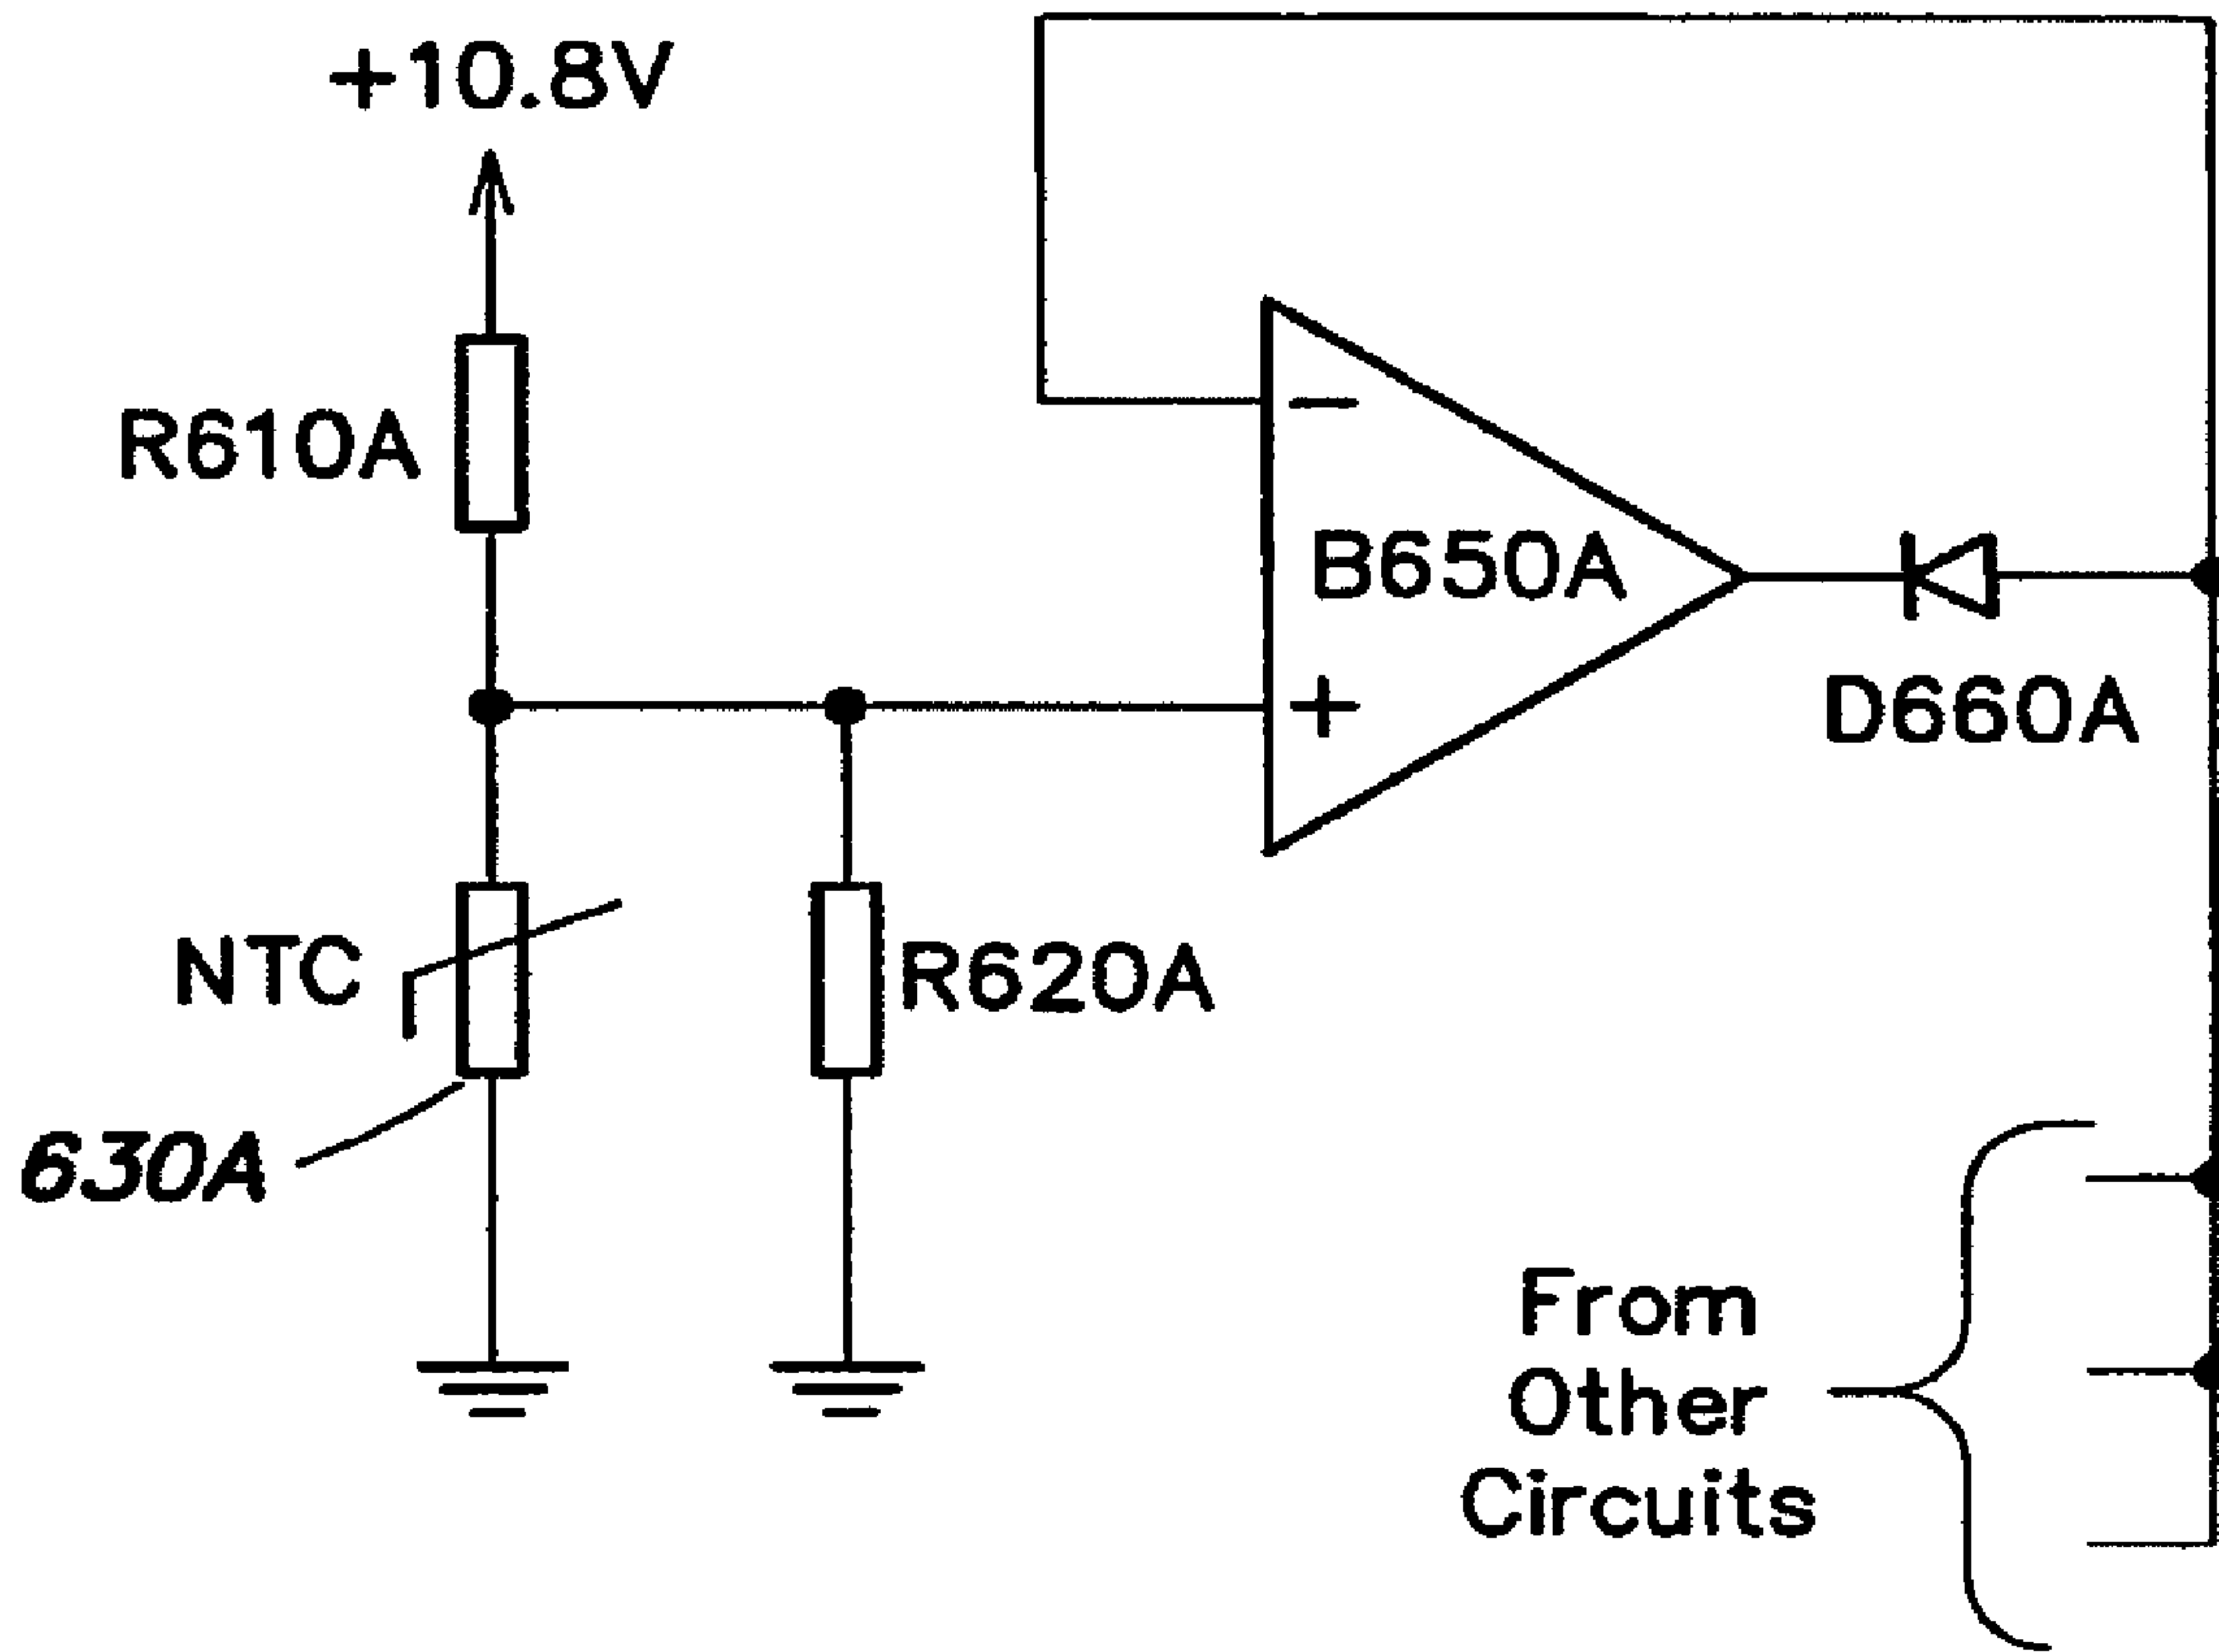 +10.8V
R610A
−
B650A
+
D660A
NTC
R620A
630A
From
Other
Circuits